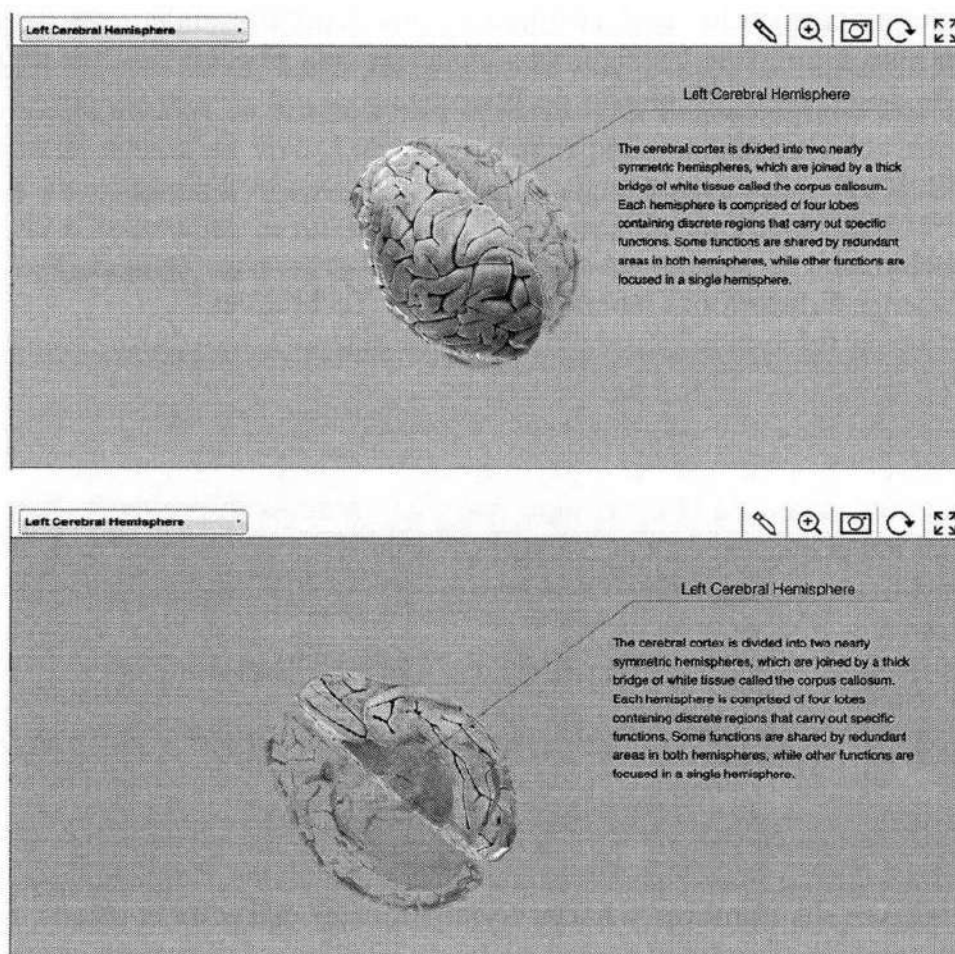 Left Cerebral Hemisphere
Left Cerebral Hemisphere
The cerebral cortex is divided into two nearly
symmetric hemispheres, which are joined by a thick
bridge of white tissue called the corpus callosum.
Each hemisphere is comprised of four lobes
containing discrete regions that carry out specific
functions. Some functions are shared by redundant
areas in both hemispheres, while other functions are
focused in a single hemisphere.
Left Cerebral Hemisphere
Left Cerebral Hemisphere
The cerebral cortex is divided into two nearly
symmetric hemispheres, which are joined by a thick
bridge of white tissue called the corpus callosum.
Each hemisphere is comprised of four lobes
containing discrete regions that carry out specific
functions. Some functions are shared by redundant
areas in both hemispheres, while other functions are
focused in a single hemisphere.